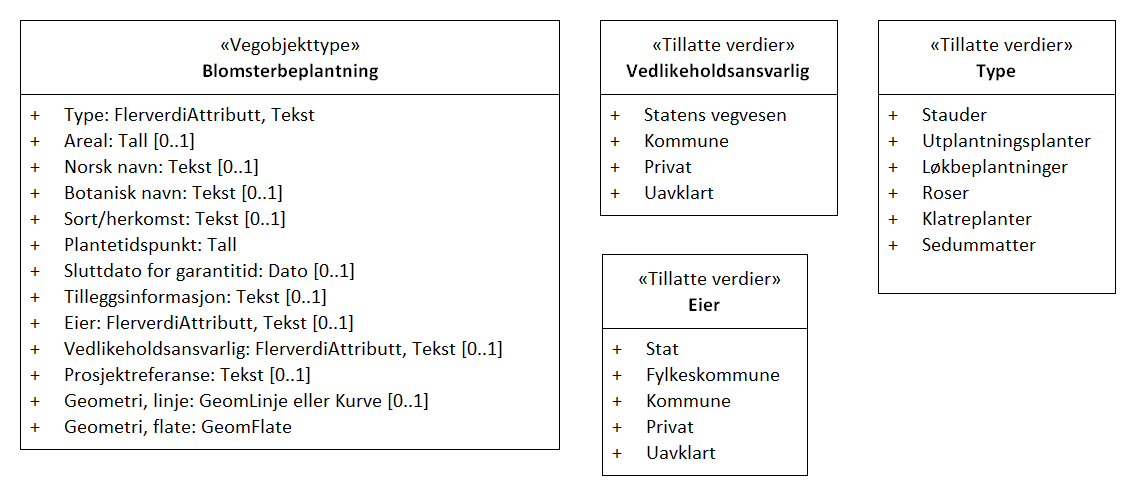 «Vegobjekttype»
Blomsterbeplantning
+ Type: FlerverdiAttributt, Tekst
+ Areal: Tall [0..1]
+ Norsk navn: Tekst [0..1]
+ Botanisk navn: Tekst [0..1]
+ Sort/herkomst: Tekst [0..1]
+ Plantetidspunkt: Tall
+ Sluttdato for garantitid: Dato [0..1]
+ Tilleggsinformasjon: Tekst [0..1]
+ Eier: FlerverdiAttributt, Tekst [0..1]
+ Vedlikeholdsansvarlig: FlerverdiAttributt, Tekst [0..1]
+ Prosjektreferanse: Tekst [0..1]
+ Geometri, linje: GeomLinje eller Kurve [0..1]
+ Geometri, flate: GeomFlate
«Tillatte verdier»
Vedlikeholdsansvarlig
+ Statens vegvesen
+ Kommune
+ Privat
+ Uavklart
«Tillatte verdier»
Eier
+ Stat
+ Fylkeskommune
+ Kommune
+ Privat
+ Uavklart
«Tillatte verdier»
Type
+ Stauder
+ Utplantningsplanter
+ Løkbeplantninger
+ Roser
+ Klatreplanter
+ Sedummatter